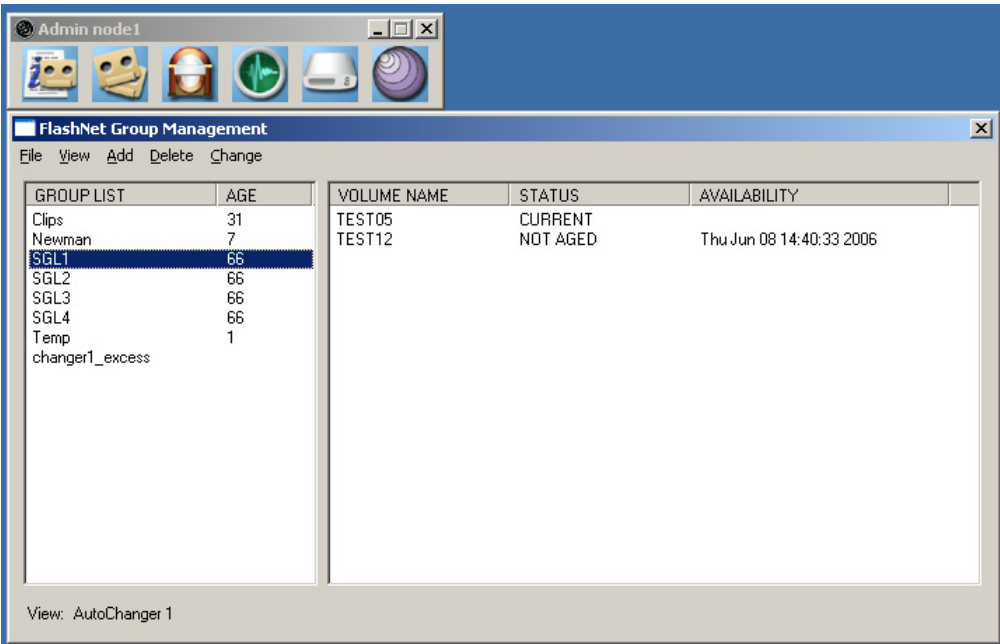 Admin node1
FlashNet Group Management
File View Add Delete Change
GROUP LIST AGE VOLUME NAME STATUS AVAILABILITY
Clips 31 TEST05 CURRENT
Newman 7 TEST12 NOT AGED Thu Jun 08 14:40:33 2006
SGL1 66
SGL2 66
SGL3 66
SGL4 66
Temp 1
changer1_excess
View: AutoChanger 1